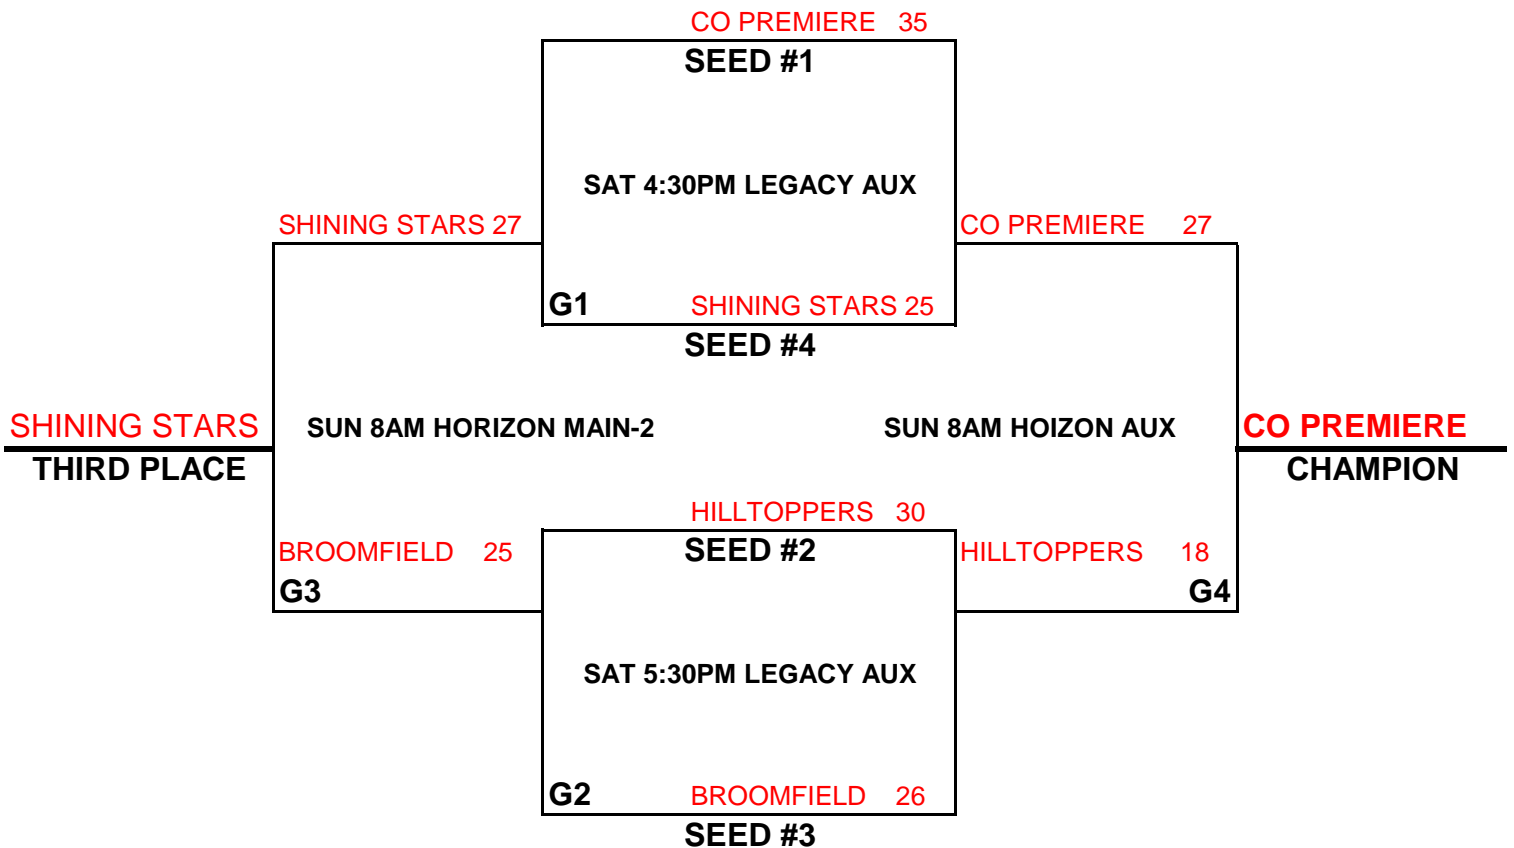 CO PREMIERE 35
SEED #1
SAT 4:30PM LEGACY AUX
SHINING STARS 27
CO PREMIERE 27
G1 SHINING STARS 25
SEED #4
SHINING STARS
THIRD PLACE
SUN 8AM HORIZON MAIN-2
SUN 8AM HOIZON AUX
CO PREMIERE
CHAMPION
HILLTOPPERS 30
SEED #2
BROOMFIELD 25
G3
HILLTOPPERS 18
G4
SAT 5:30PM LEGACY AUX
G2 BROOMFIELD 26
SEED #3